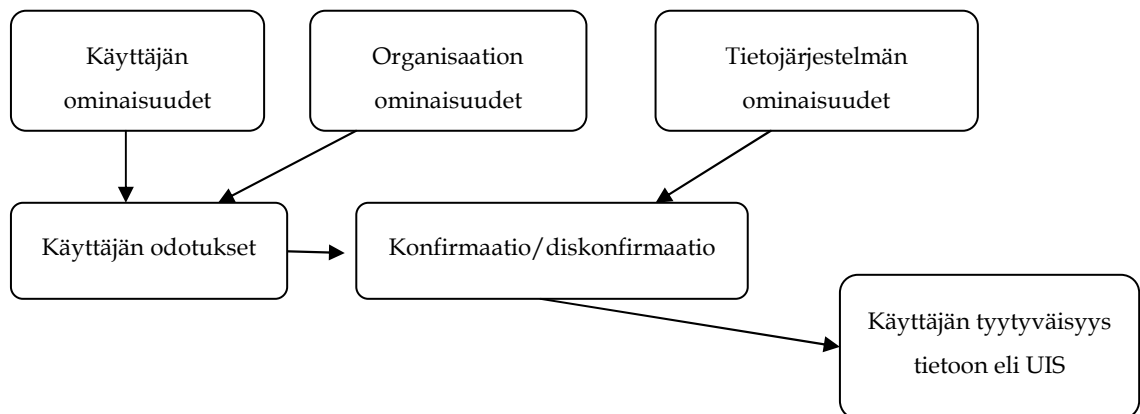 Käyttäjän
ominaisuudet
Organisaation
ominaisuudet
Tietojärjestelmän
ominaisuudet
Käyttäjän odotukset
Konfirmaatio/diskonfirmaatio
Käyttäjän tyytyväisyys
tietoon eli UIS